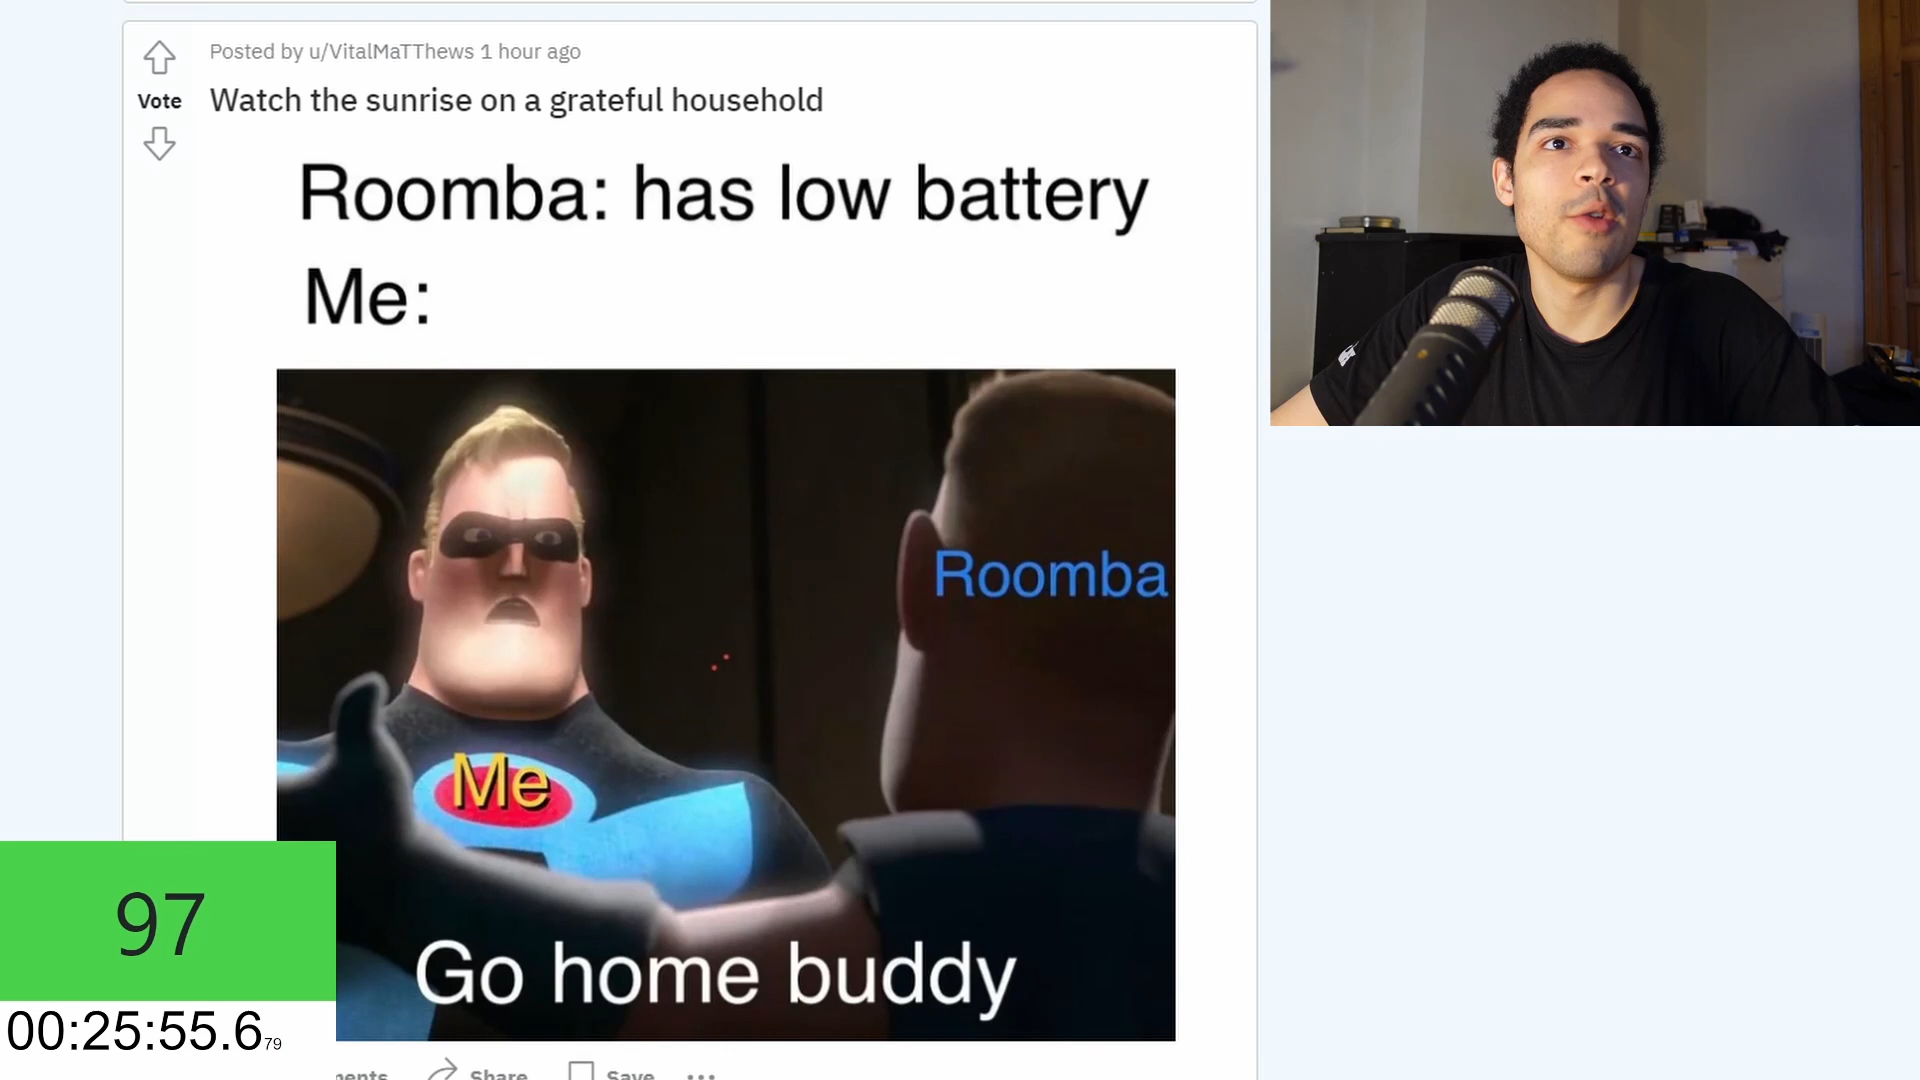 Posted by u/VitalMaTThews 1 hour ago
Vote
Watch the sunrise on a grateful household
Roomba: has low battery
Me:
Roomba
Me
Go home buddy
97
00:25:55.679
Share
Save